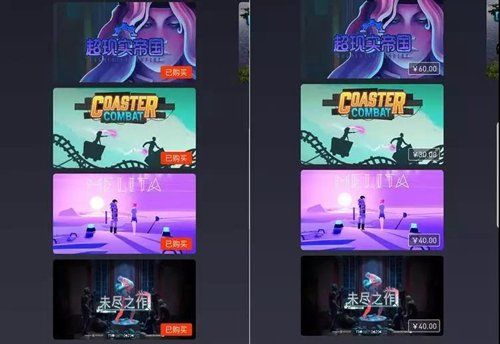 超现实帝国
已购买
COASTER
COMBAT
已购买
MELITA
已购买
未尽之作
已购买
超现实帝国
￥60.00
COASTER
COMBAT
￥30.00
MELITA
￥40.00
未尽之作
￥40.00